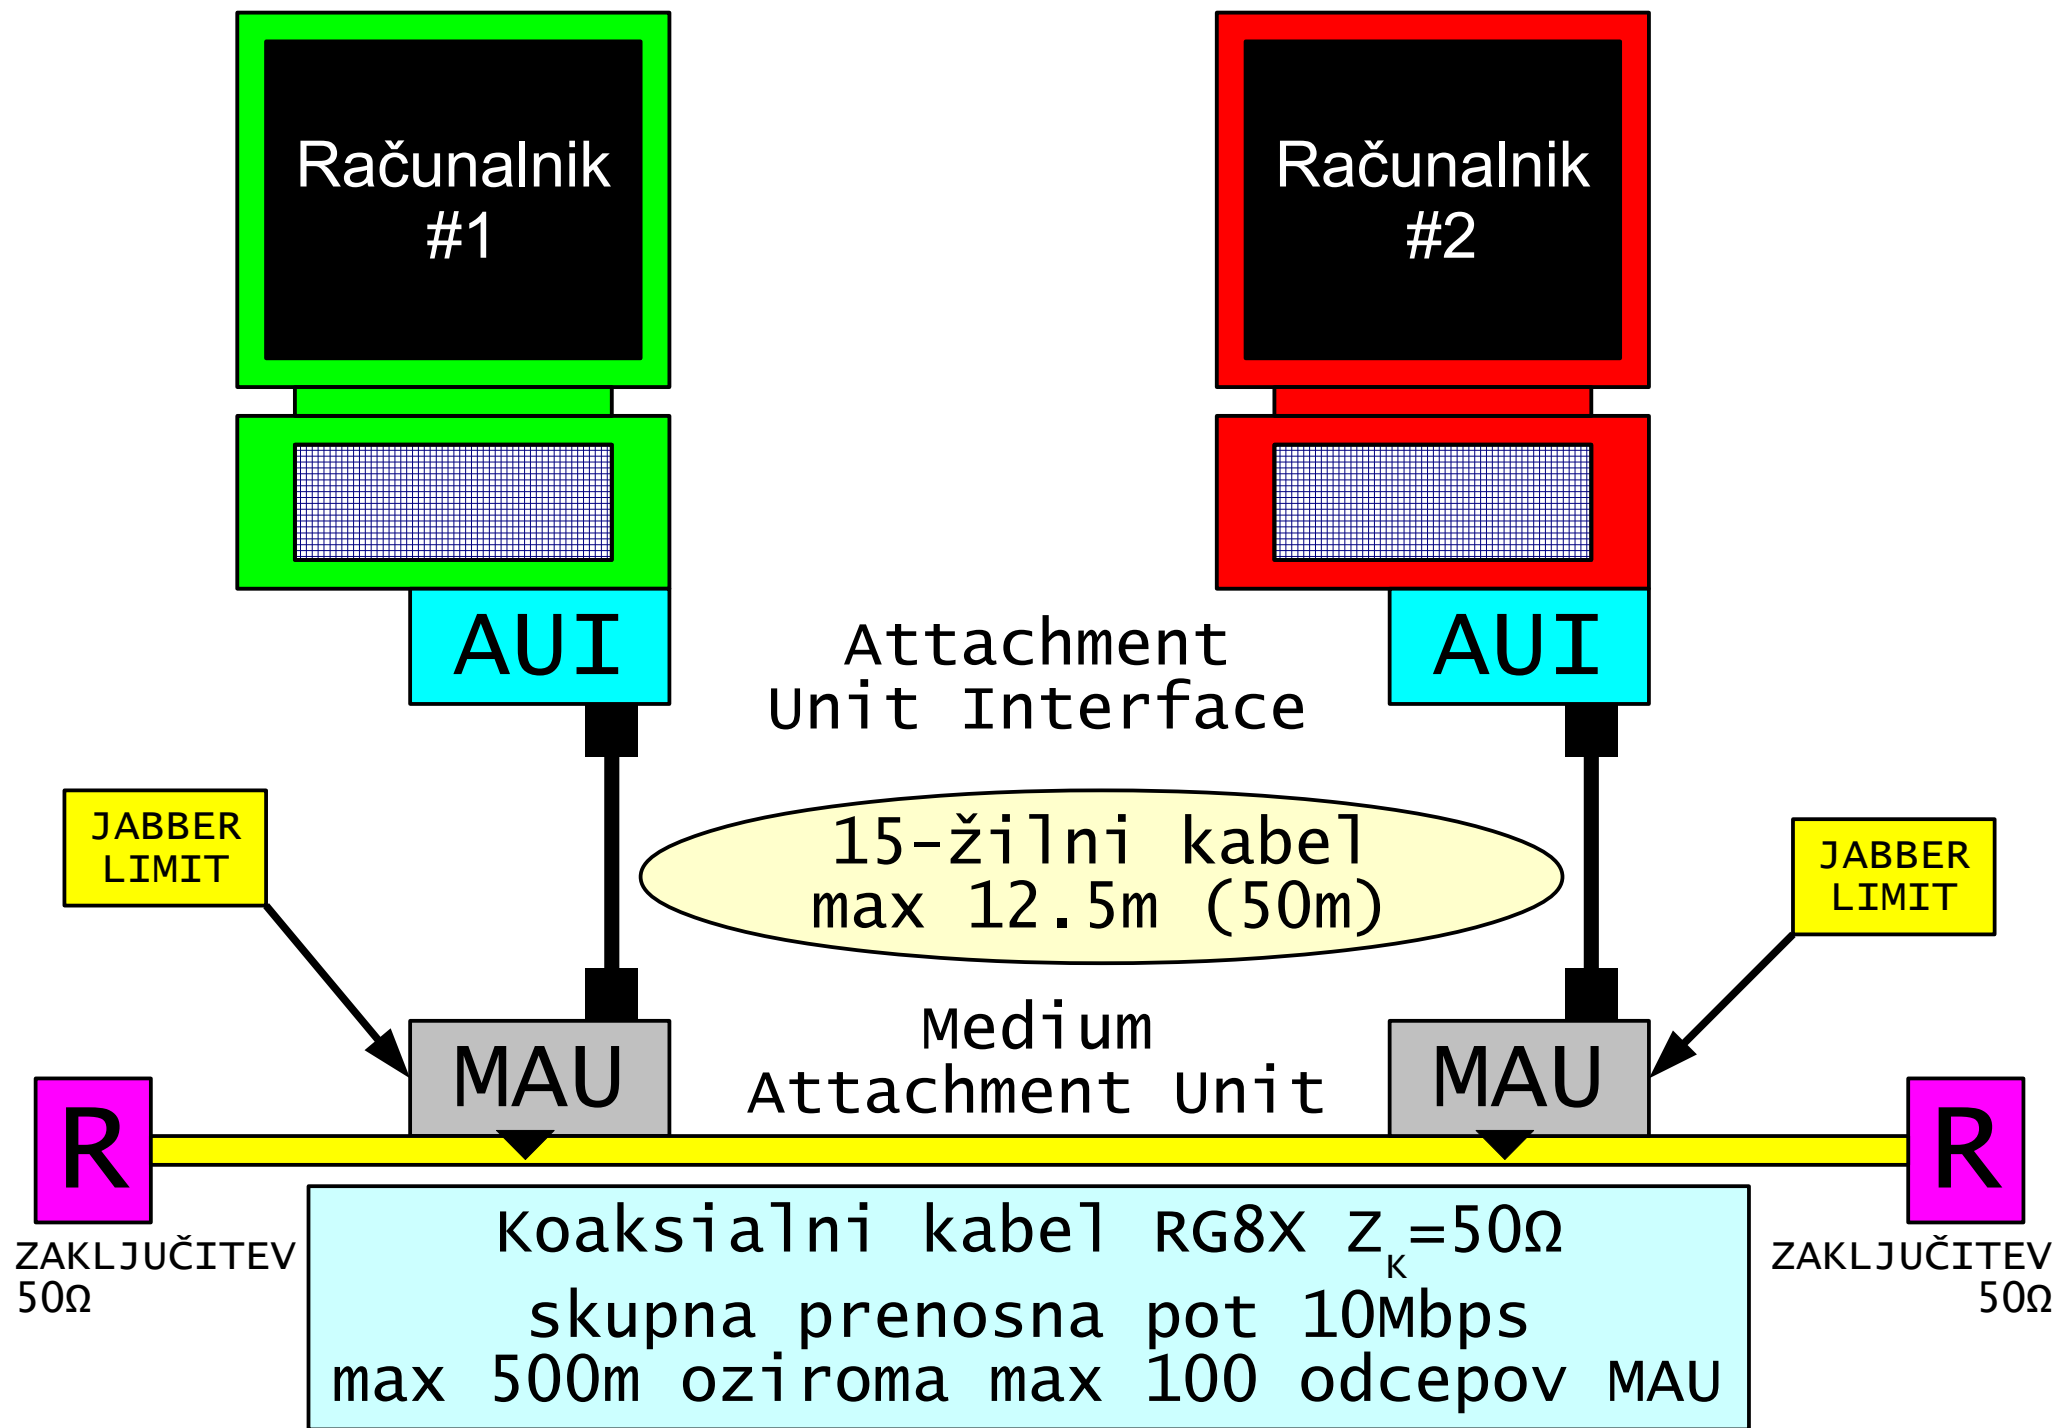 Računalnik
#1
Računalnik
#2
AUI
Attachment
Unit Interface
AUI
JABBER
LIMIT
15-žilni kabel
max 12.5m (50m)
JABBER
LIMIT
MAU
Medium
Attachment Unit
MAU
R
R
ZAKLJUČITEV
50Ω
Koaksialni kabel RG8X Z_K=50Ω
skupna prenosna pot 10Mbps
max 500m oziroma max 100 odcepov MAU
ZAKLJUČITEV
50Ω